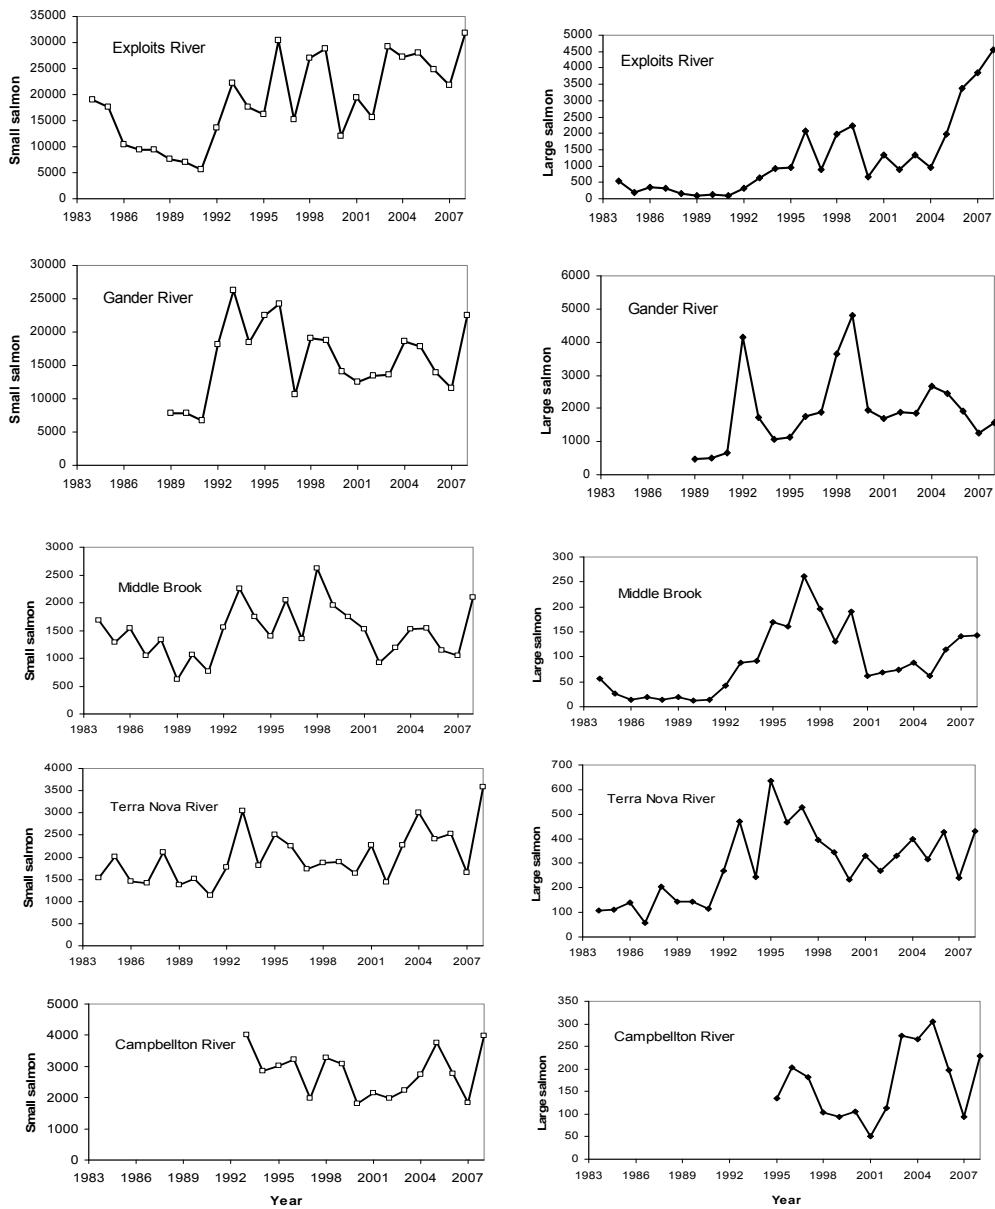 35000
30000
25000
20000
15000
10000
5000
0
Small salmon
Exploits River
1983 1986 1989 1992 1995 1998 2001 2004 2007
5000
4500
4000
3500
3000
2500
2000
1500
1000
500
0
Large salmon
Exploits River
1983 1986 1989 1992 1995 1998 2001 2004 2007
30000
25000
20000
15000
10000
5000
0
Small salmon
Gander River
1983 1986 1989 1992 1995 1998 2001 2004 2007
6000
5000
4000
3000
2000
1000
0
Large salmon
Gander River
1983 1986 1989 1992 1995 1998 2001 2004 2007
3000
2500
2000
1500
1000
500
0
Small salmon
Middle Brook
1983 1986 1989 1992 1995 1998 2001 2004 2007
300
250
200
150
100
50
0
Large salmon
Middle Brook
1983 1986 1989 1992 1995 1998 2001 2004 2007
4000
3500
3000
2500
2000
1500
1000
500
0
Small salmon
Terra Nova River
1983 1986 1989 1992 1995 1998 2001 2004 2007
700
600
500
400
300
200
100
0
Large salmon
Terra Nova River
1983 1986 1989 1992 1995 1998 2001 2004 2007
5000
4000
3000
2000
1000
0
Small salmon
Campbellton River
1983 1986 1989 1992 1995 1998 2001 2004 2007
Year
350
300
250
200
150
100
50
0
Large salmon
Campbellton River
1983 1986 1989 1992 1995 1998 2001 2004 2007
Year